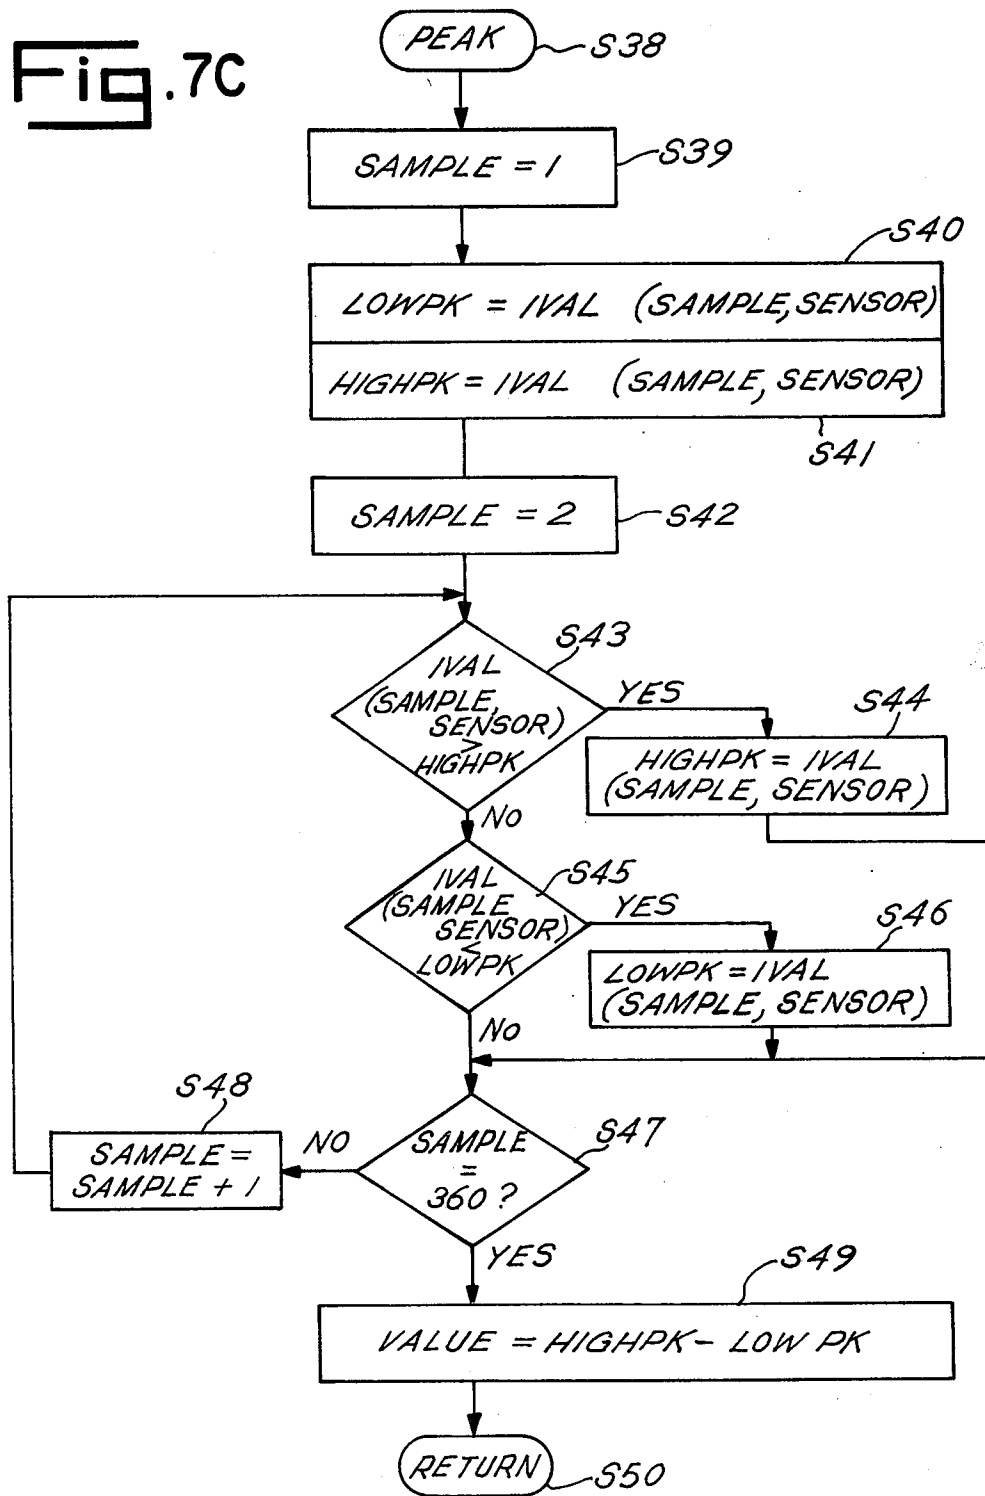 Fig. 7C
PEAK
S38
SAMPLE = 1
S39
S40
LOWPK = IVAL (SAMPLE, SENSOR)
HIGHPK = IVAL (SAMPLE, SENSOR)
S41
SAMPLE = 2
S42
S43
IVAL
(SAMPLE,
SENSOR)
>
HIGHPK
YES
S44
HIGHPK = IVAL
(SAMPLE, SENSOR)
NO
S45
IVAL
(SAMPLE
SENSOR)
<
LOWPK
YES
S46
LOWPK = IVAL
(SAMPLE, SENSOR)
NO
S48
SAMPLE =
SAMPLE + 1
NO
S47
SAMPLE
=
360 ?
YES
S49
VALUE = HIGHPK - LOW PK
RETURN
S50